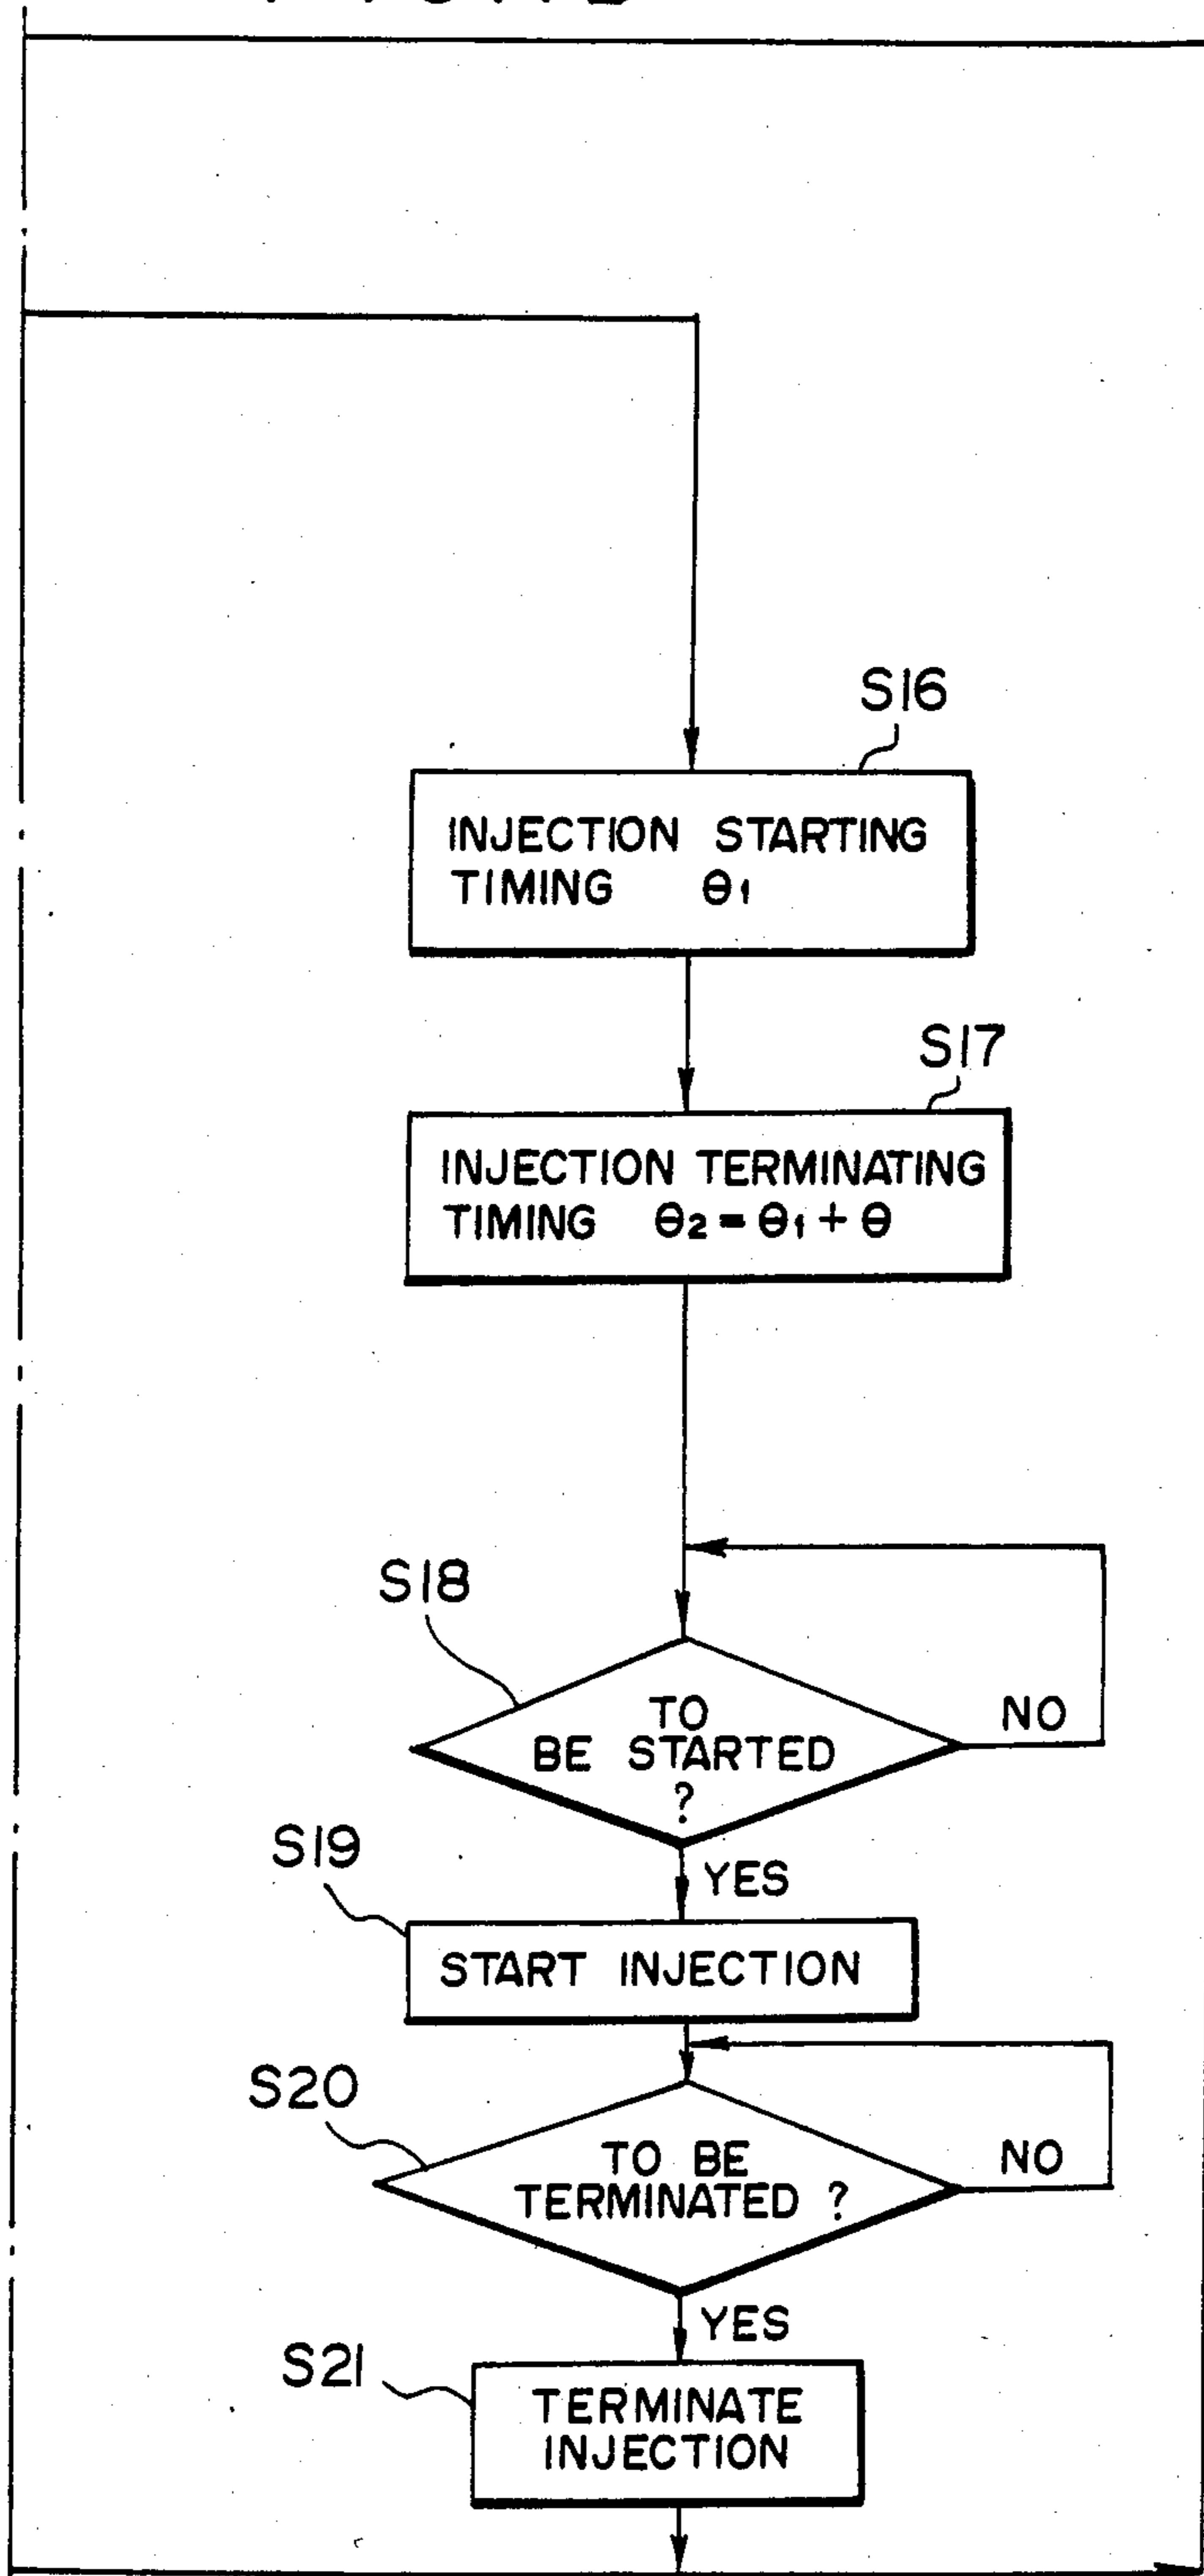 S16
INJECTION STARTING
TIMING θ1
S17
INJECTION TERMINATING
TIMING θ2 = θ1 + θ
S18
TO
BE STARTED
?
NO
YES
S19
START INJECTION
S20
TO BE
TERMINATED ?
NO
YES
S21
TERMINATE
INJECTION